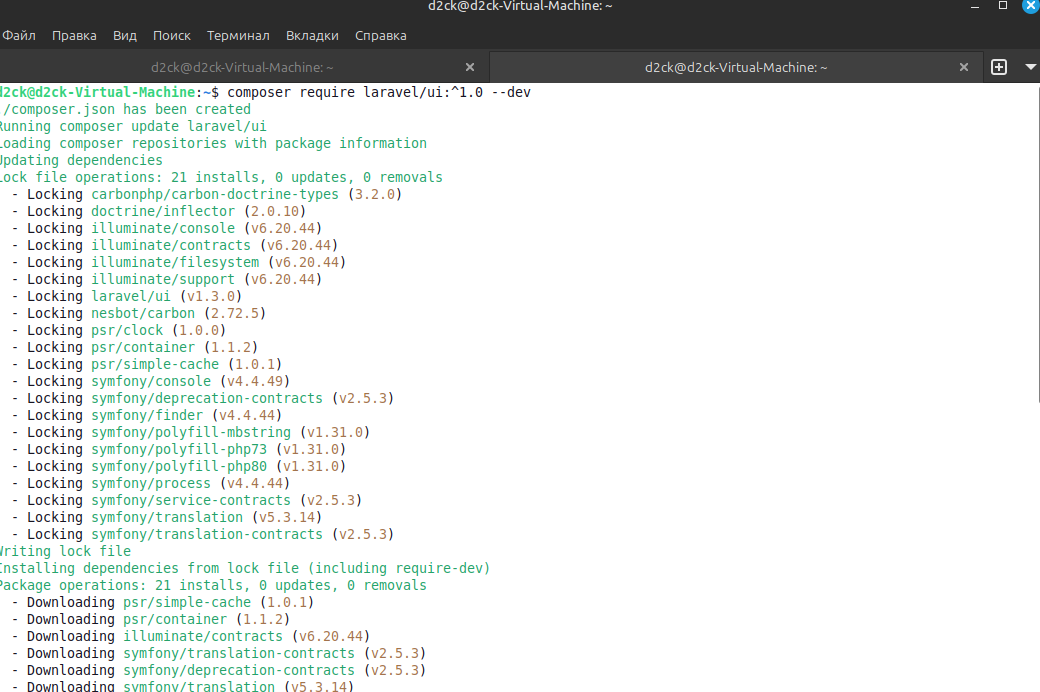 d2ck@d2ck-Virtual-Machine: ~
Файл Правка Вид Поиск Терминал Вкладки Справка
d2ck@d2ck-Virtual-Machine: ~ d2ck@d2ck-Virtual-Machine: ~
d2ck@d2ck-Virtual-Machine:~$ composer require laravel/ui:^1.0 --dev
./composer.json has been created
Running composer update laravel/ui
Loading composer repositories with package information
Updating dependencies
Lock file operations: 21 installs, 0 updates, 0 removals
- Locking carbonphp/carbon-doctrine-types (3.2.0)
- Locking doctrine/inflector (2.0.10)
- Locking illuminate/console (v6.20.44)
- Locking illuminate/contracts (v6.20.44)
- Locking illuminate/filesystem (v6.20.44)
- Locking illuminate/support (v6.20.44)
- Locking laravel/ui (v1.3.0)
- Locking nesbot/carbon (2.72.5)
- Locking psr/clock (1.0.0)
- Locking psr/container (1.1.2)
- Locking psr/simple-cache (1.0.1)
- Locking symfony/console (v4.4.49)
- Locking symfony/deprecation-contracts (v2.5.3)
- Locking symfony/finder (v4.4.44)
- Locking symfony/polyfill-mbstring (v1.31.0)
- Locking symfony/polyfill-php73 (v1.31.0)
- Locking symfony/polyfill-php80 (v1.31.0)
- Locking symfony/process (v4.4.44)
- Locking symfony/service-contracts (v2.5.3)
- Locking symfony/translation (v5.3.14)
- Locking symfony/translation-contracts (v2.5.3)
Writing lock file
Installing dependencies from lock file (including require-dev)
Package operations: 21 installs, 0 updates, 0 removals
- Downloading psr/simple-cache (1.0.1)
- Downloading psr/container (1.1.2)
- Downloading illuminate/contracts (v6.20.44)
- Downloading symfony/translation-contracts (v2.5.3)
- Downloading symfony/deprecation-contracts (v2.5.3)
- Downloading symfony/translation (v5.3.14)